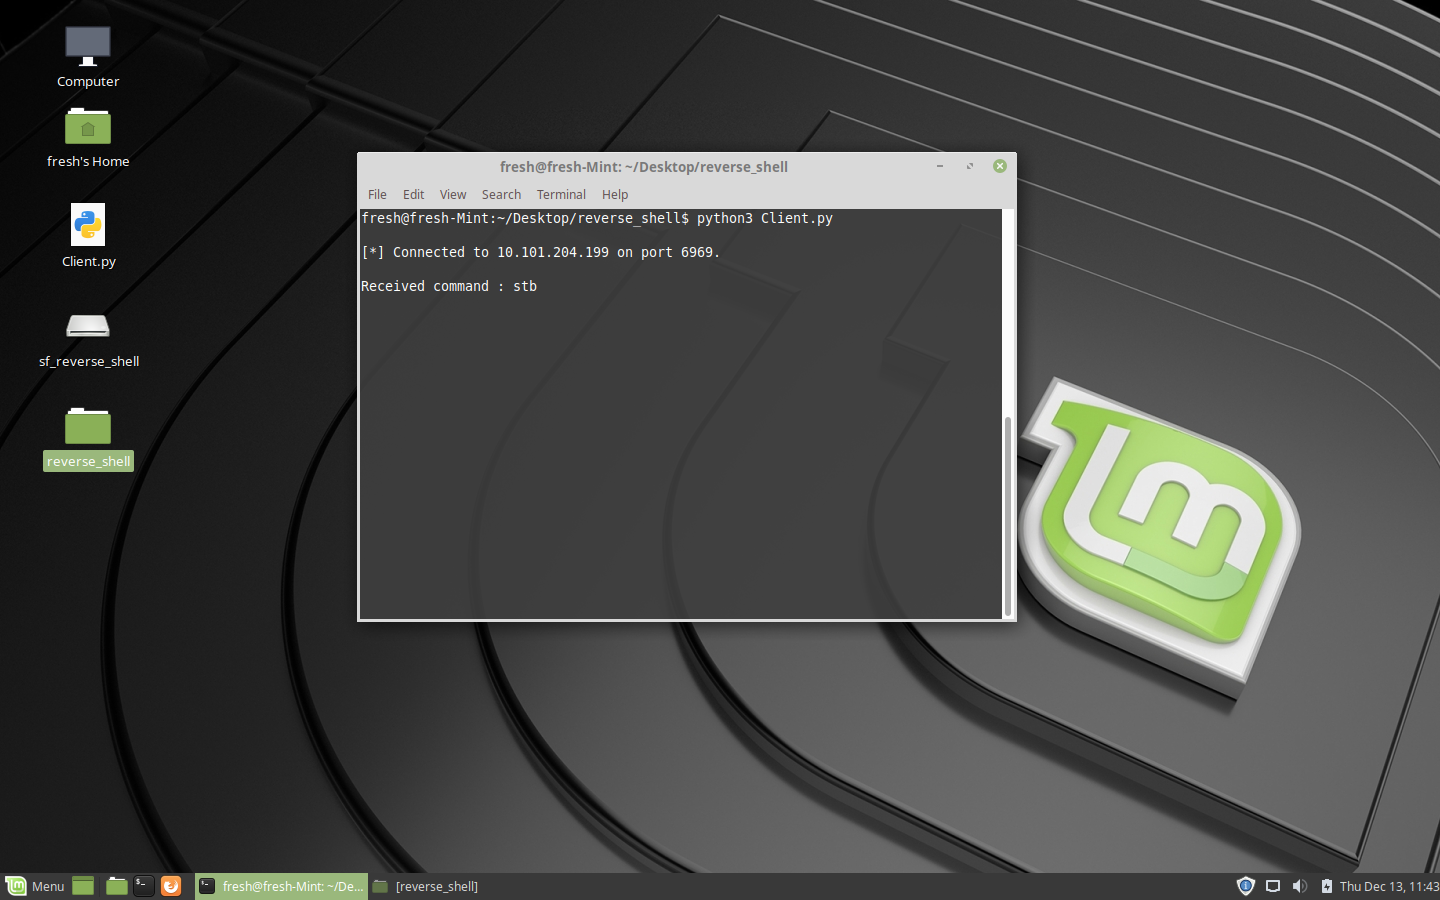 Computer
fresh's Home
Client.py
sf_reverse_shell
reverse_shell
fresh@fresh-Mint: ~/Desktop/reverse_shell
File Edit View Search Terminal Help
fresh@fresh-Mint:~/Desktop/reverse_shell$ python3 Client.py
[*] Connected to 10.101.204.199 on port 6969.
Received command : stb
Menu
fresh@fresh-Mint: ~/De...
[reverse_shell]
Thu Dec 13, 11:43